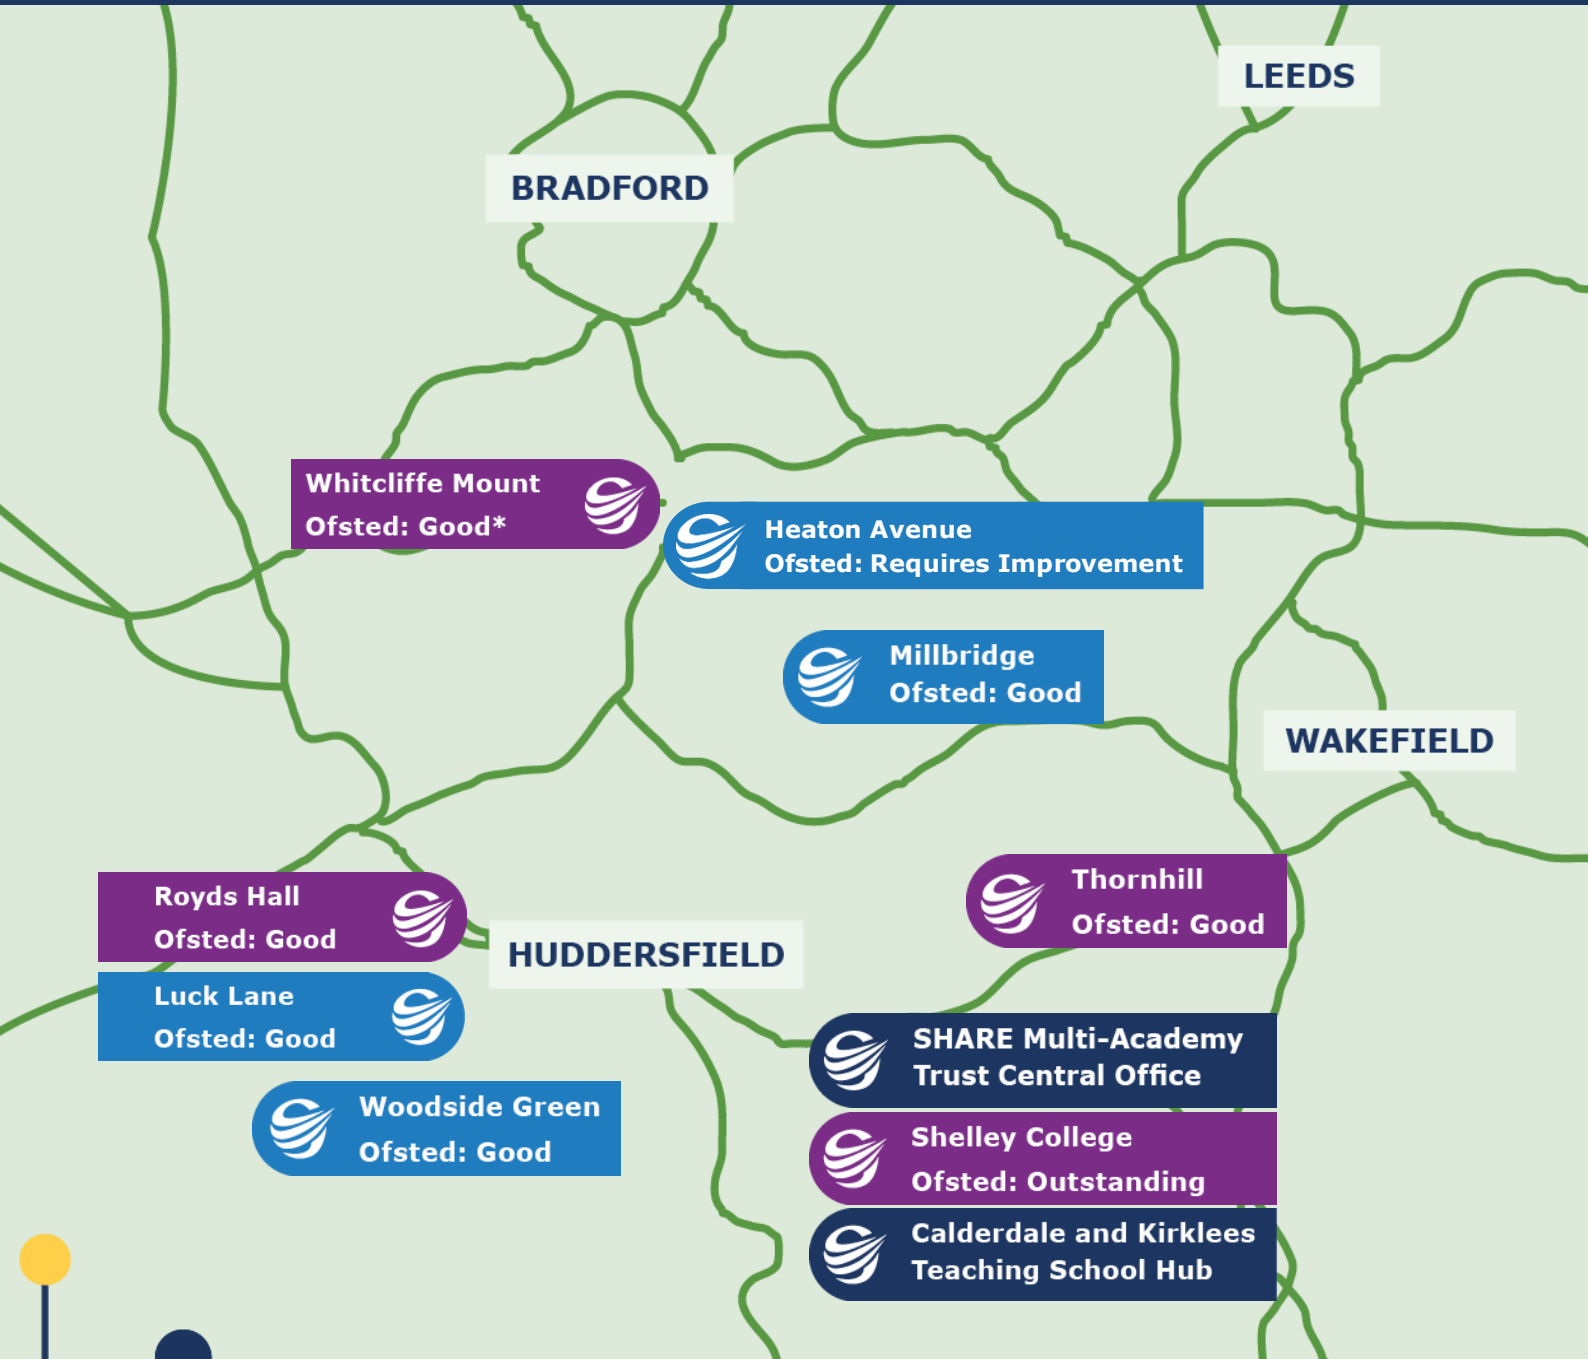 LEEDS
BRADFORD
Whitcliffe Mount
Ofsted: Good*
Heaton Avenue
Ofsted: Requires Improvement
Millbridge
Ofsted: Good
WAKEFIELD
Thornhill
Ofsted: Good
Royds Hall
Ofsted: Good
HUDDERSFIELD
Luck Lane
Ofsted: Good
SHARE Multi-Academy
Trust Central Office
Woodside Green
Ofsted: Good
Shelley College
Ofsted: Outstanding
Calderdale and Kirklees
Teaching School Hub